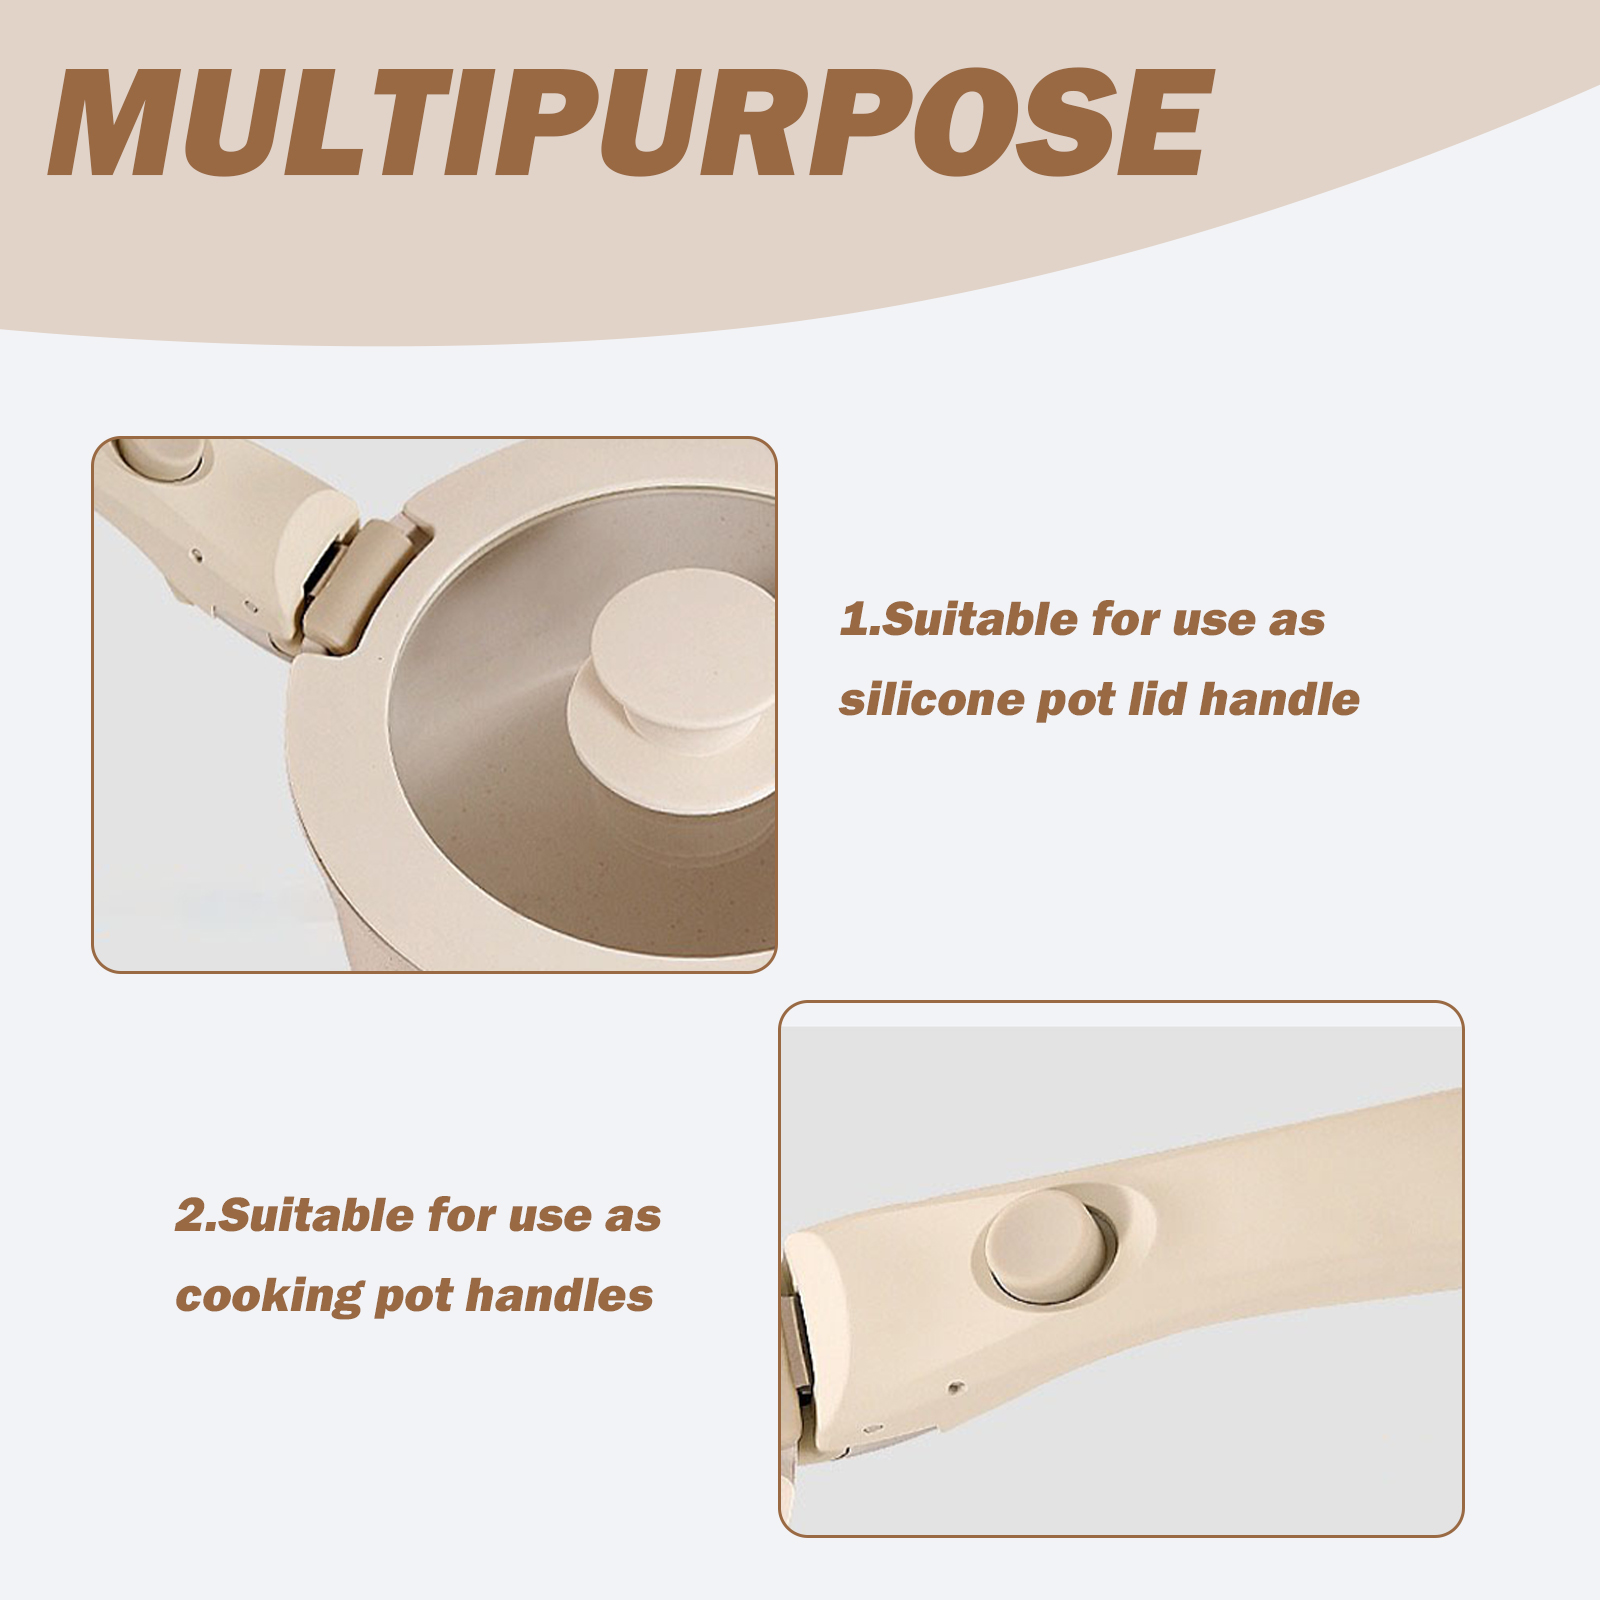 MULTIPURPOSE
1.Suitable for use as
silicone pot lid handle
2.Suitable for use as
cooking pot handles